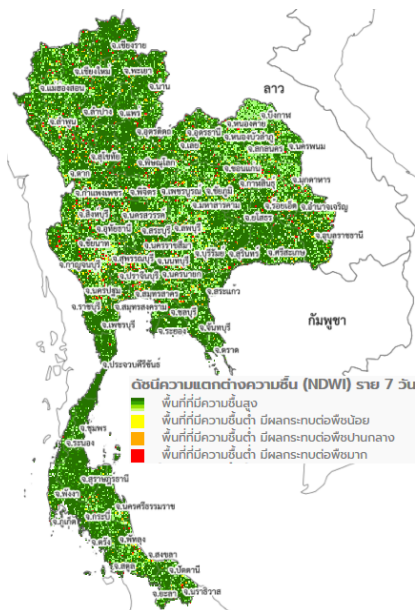 จ.เชียงราย
จ.เชียงใหม่ จ.พะเยา
จ.แม่ฮ่องสอน จ.น่าน
ลาว
จ.ลำปาง จ.แพร่
จ.ลำพูน
จ.บึงกาฬ
จ.หนองคาย
จ.อุตรดิตถ์ จ.อุดรธานี
จ.หนองบัวลำภู
จ.เลย จ.สกลนคร จ.นครพนม
จ.สุโขทัย
จ.พิษณุโลก
จ.ขอนแก่น
จ.ตาก
จ.กาฬสินธุ์ จ.มุกดาหาร
จ.กำแพงเพชร จ.พิจิตร จ.เพชรบูรณ์ จ.ชัยภูมิ
จ.มหาสารคาม จ.ร้อยเอ็ด จ.อำนาจเจริญ
จ.สิงห์บุรี จ.นครสวรรค์
จ.ยโสธร
จ.อุทัยธานี จ.สระบุรี จ.ลพบุรี
จ.อุบลราชธานี
จ.ชัยนาท จ.นครราชสีมา
จ.บุรีรัมย์ จ.สุรินทร์ จ.ศรีสะเกษ
จ.กาญจนบุรี จ.สุพรรณบุรี จ.นนทบุรี
จ.ปราจีนบุรี จ.นครนายก
จ.นครปฐม จ.สมุทรสาคร จ.สระแก้ว
จ.ราชบุรี จ.สมุทรสงคราม จ.ชลบุรี
กัมพูชา
จ.เพชรบุรี จ.ระยอง จ.จันทบุรี
จ.ตราด
จ.ประจวบคีรีขันธ์
ดัชนีความแตกต่างความชื้น (NDWI) ราย 7 วัน
พื้นที่ที่มีความชื้นสูง
พื้นที่ที่มีความชื้นต่ำ มีผลกระทบต่อพืชน้อย
พื้นที่ที่มีความชื้นต่ำ มีผลกระทบต่อพืชปานกลาง
พื้นที่ที่มีความชื้นต่ำ มีผลกระทบต่อพืชมาก
จ.ชุมพร
จ.ระนอง
จ.สุราษฎร์ธานี
จ.พังงา
จ.นครศรีธรรมราช
จ.กระบี่
จ.ภูเก็ต
จ.ตรัง จ.พัทลุง
จ.สงขลา
จ.สตูล จ.ปัตตานี
จ.ยะลา จ.นราธิวาส